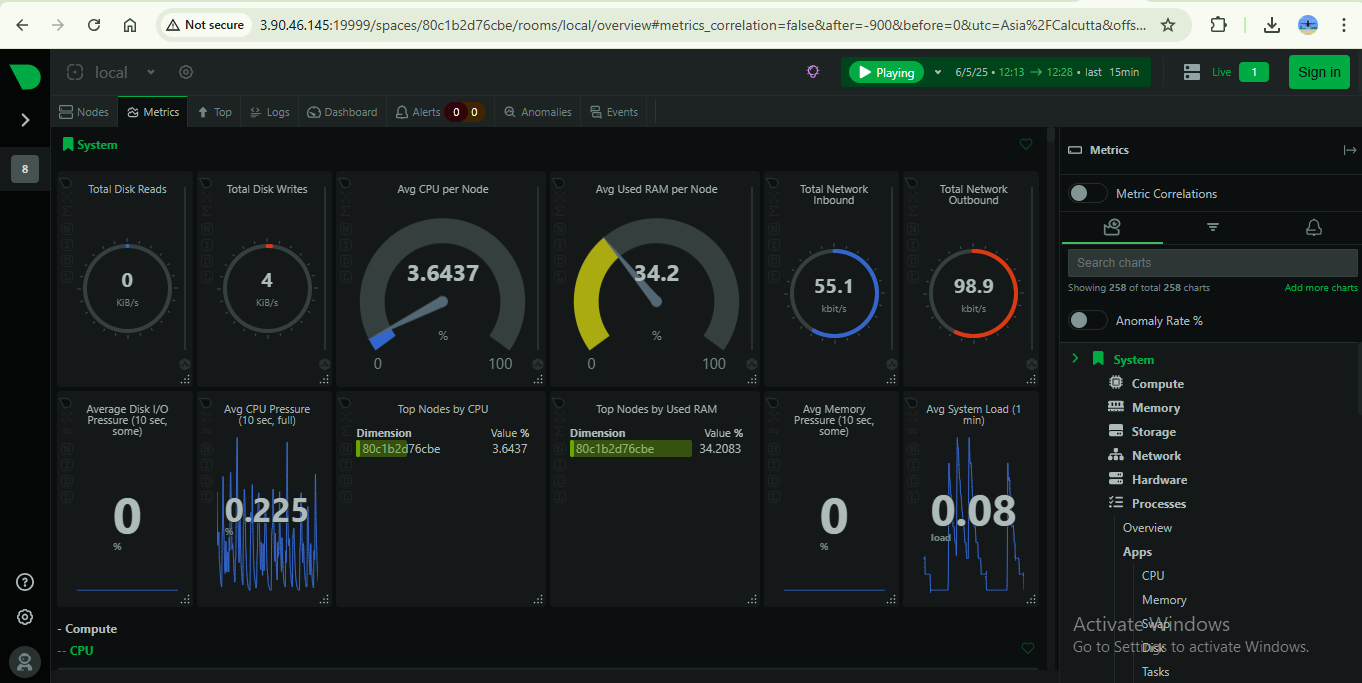 Not secure
3.90.46.145:19999/spaces/80c1b2d76cbe/rooms/local/overview#metrics_correlation=false&after=-900&before=0&utc=Asia%2FCalcutta&offs...
local
Playing
6/5/25 • 12:13 → 12:28 • last 15min
Live 1
Sign in
Nodes
Metrics
Top
Logs
Dashboard
Alerts 0 0
Anomalies
Events
8
System
Total Disk Reads
0
KiB/s
Total Disk Writes
4
KiB/s
Avg CPU per Node
3.6437
%
0 100
Avg Used RAM per Node
34.2
%
0 100
Total Network
Inbound
55.1
kbit/s
Total Network
Outbound
98.9
kbit/s
Average Disk I/O
Pressure (10 sec,
some)
0
%
Avg CPU Pressure
(10 sec, full)
0.225
%
Top Nodes by CPU
Dimension Value %
80c1b2d76cbe 3.6437
Top Nodes by Used RAM
Dimension Value %
80c1b2d76cbe 34.2083
Avg Memory
Pressure (10 sec,
some)
0
%
Avg System Load (1
min)
0.08
load
- Compute
-- CPU
Metrics
Metric Correlations
Search charts
Showing 258 of total 258 charts
Add more charts
Anomaly Rate %
System
Compute
Memory
Storage
Network
Hardware
Processes
Overview
Apps
CPU
Memory
Swap
Disk
Tasks
Activate Windows
Go to Settings to activate Windows.